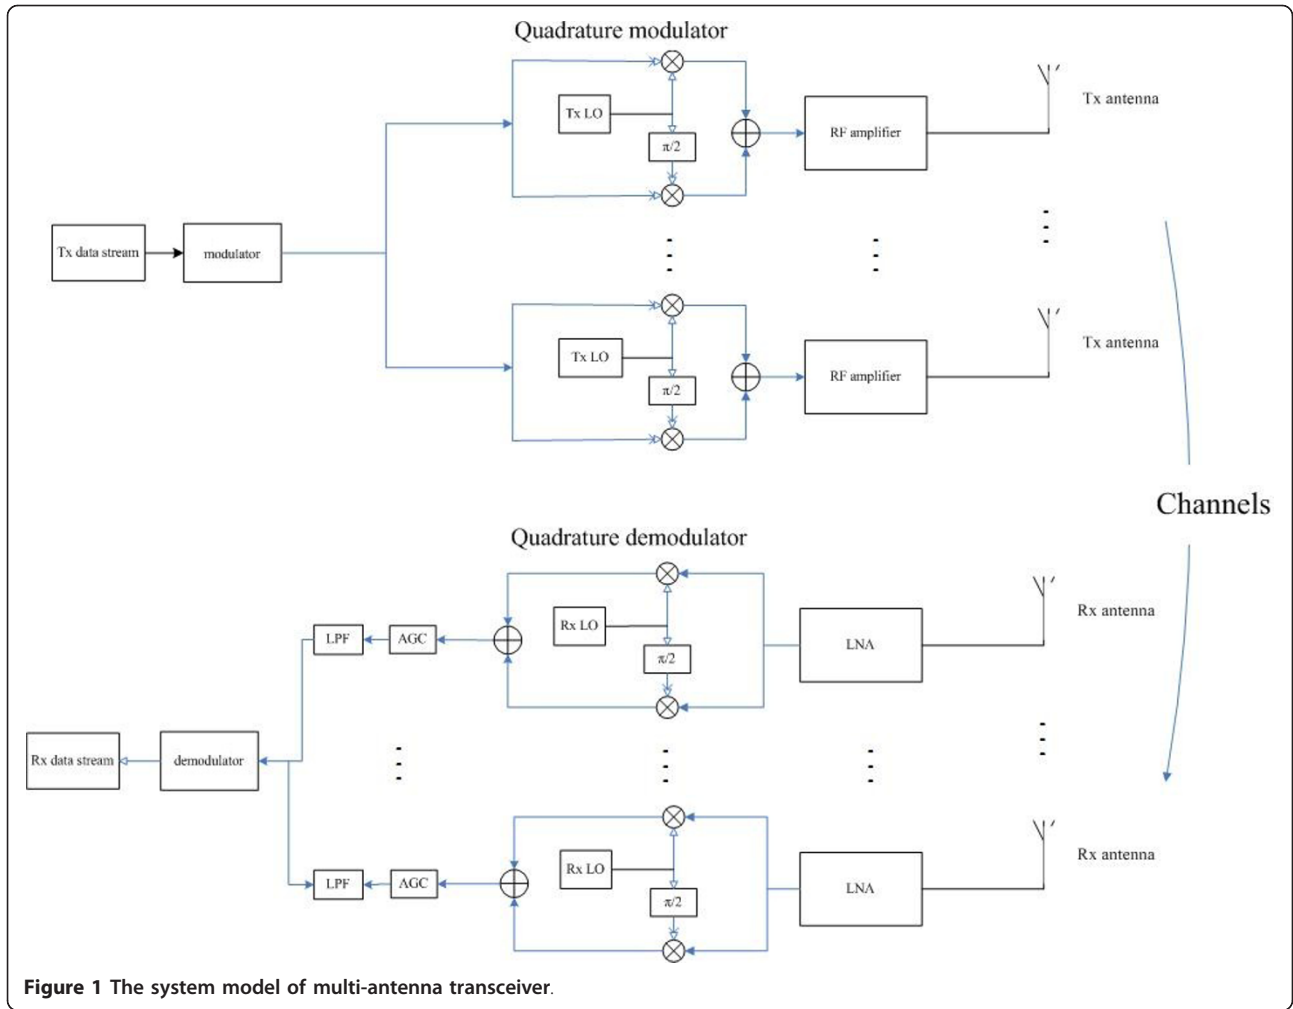 Quadrature modulator
Tx LO
π/2
RF amplifier
Tx antenna
Tx data stream
modulator
Tx LO
π/2
RF amplifier
Tx antenna
Channels
Quadrature demodulator
Rx LO
π/2
LPF
AGC
LNA
Rx antenna
Rx data stream
demodulator
LPF
AGC
Rx LO
π/2
LNA
Rx antenna
Figure 1 The system model of multi-antenna transceiver.